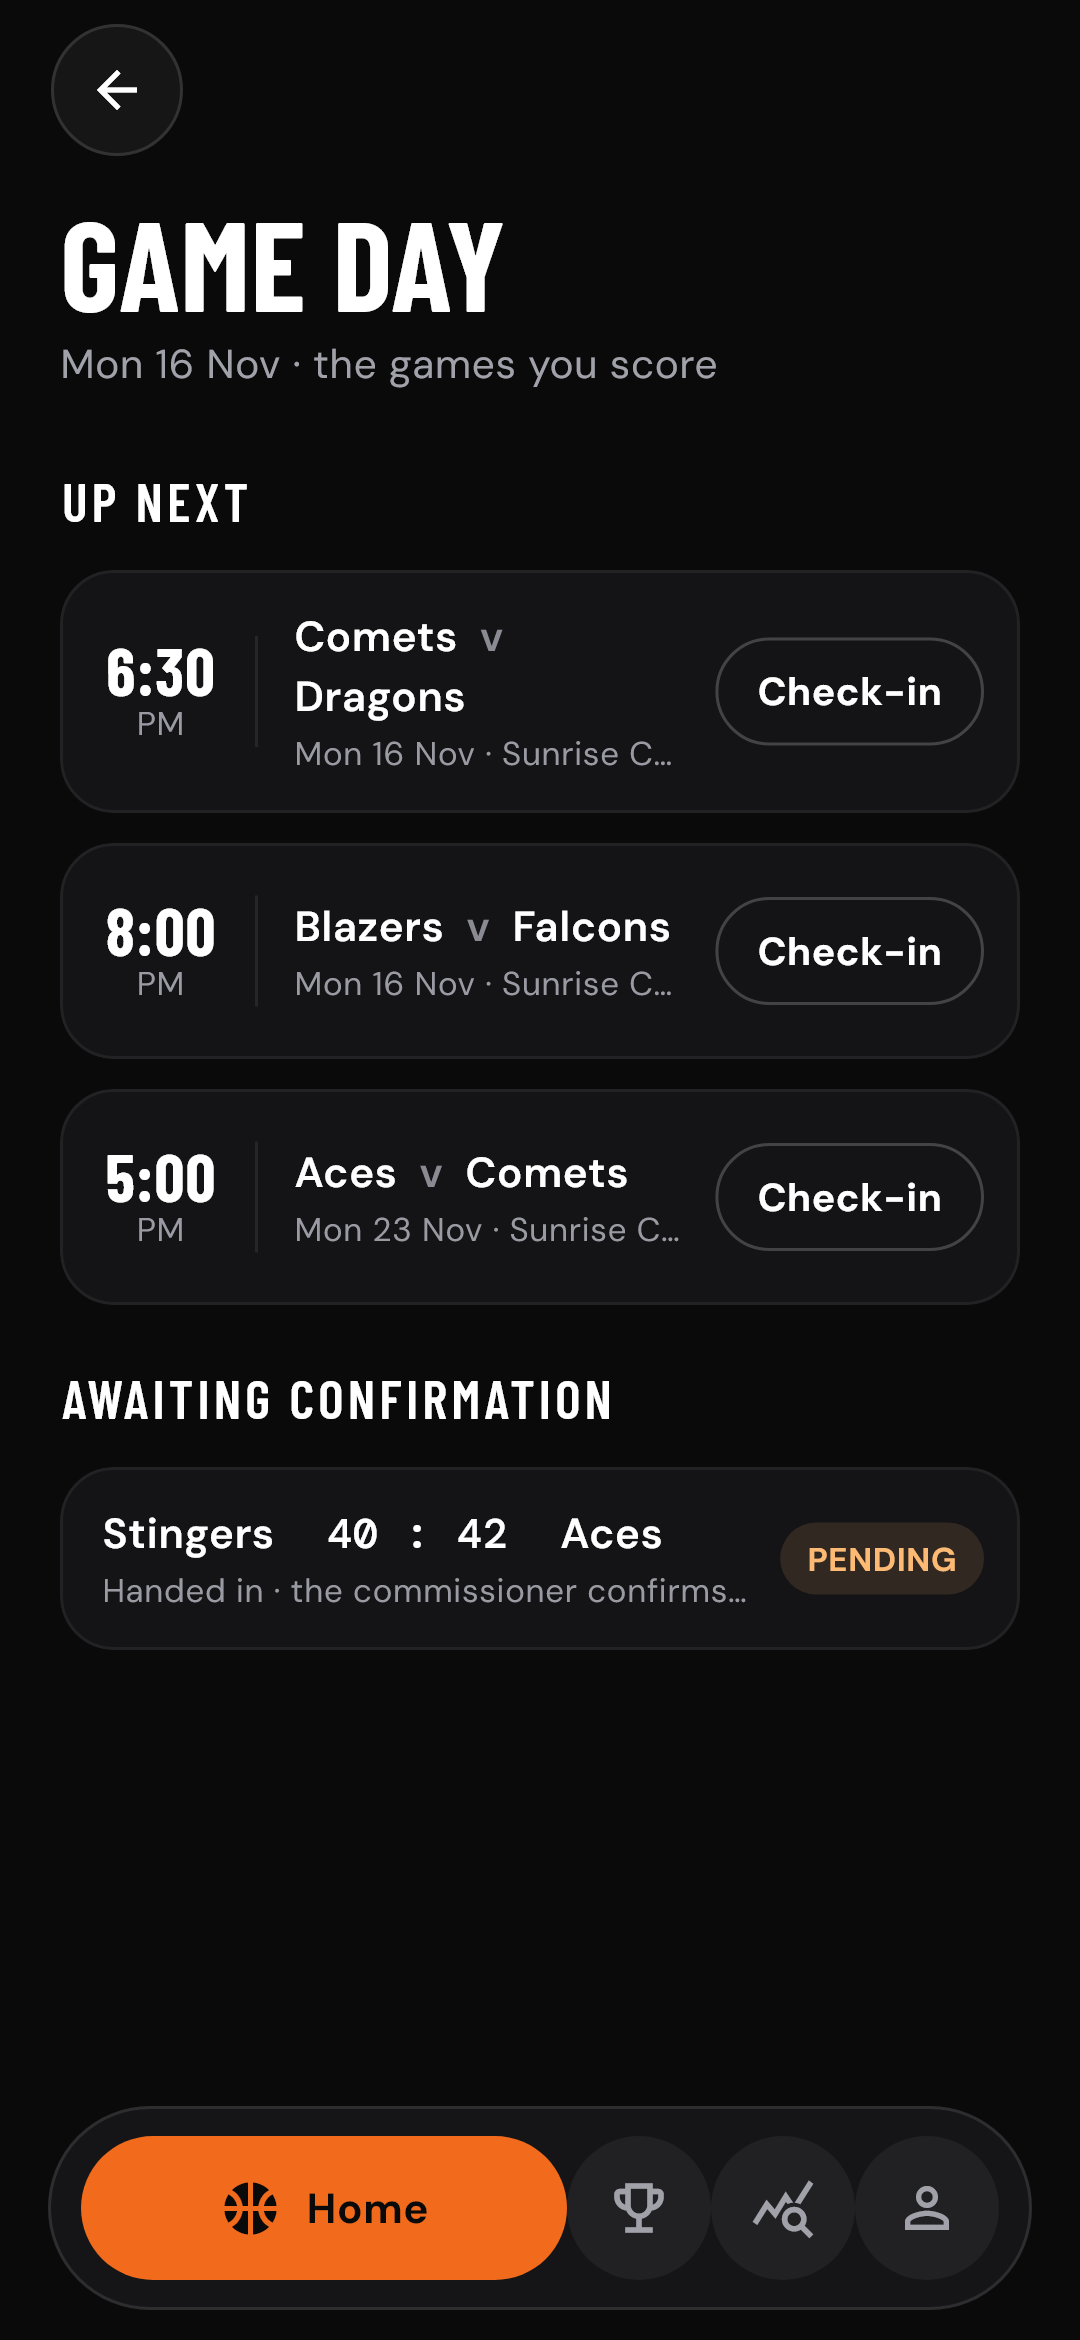 GAME DAY
Mon 16 Nov · the games you score
UP NEXT
6:30
PM
Comets v
Dragons
Mon 16 Nov · Sunrise C...
Check-in
8:00
PM
Blazers v Falcons
Mon 16 Nov · Sunrise C...
Check-in
5:00
PM
Aces v Comets
Mon 23 Nov · Sunrise C...
Check-in
AWAITING CONFIRMATION
Stingers 40 : 42 Aces
Handed in · the commissioner confirms...
PENDING
Home